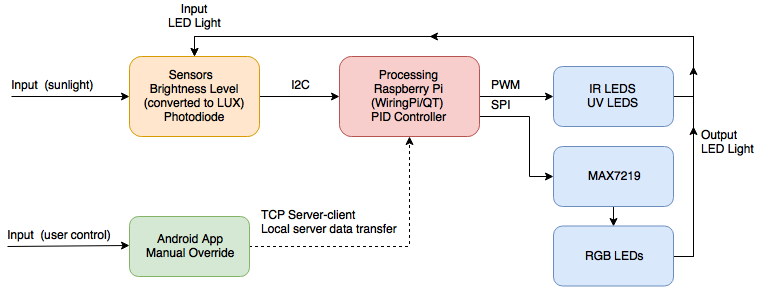 Input
LED Light
Input  (sunlight)
Sensors
Brightness Level
(converted to LUX)
Photodiode
I2C
Processing
Raspberry Pi
(WiringPi/QT)
PID Controller
PWM
SPI
IR LEDS
UV LEDS
Output
LED Light
MAX7219
RGB LEDs
Input  (user control)
Android App
Manual Override
TCP Server-client
Local server data transfer